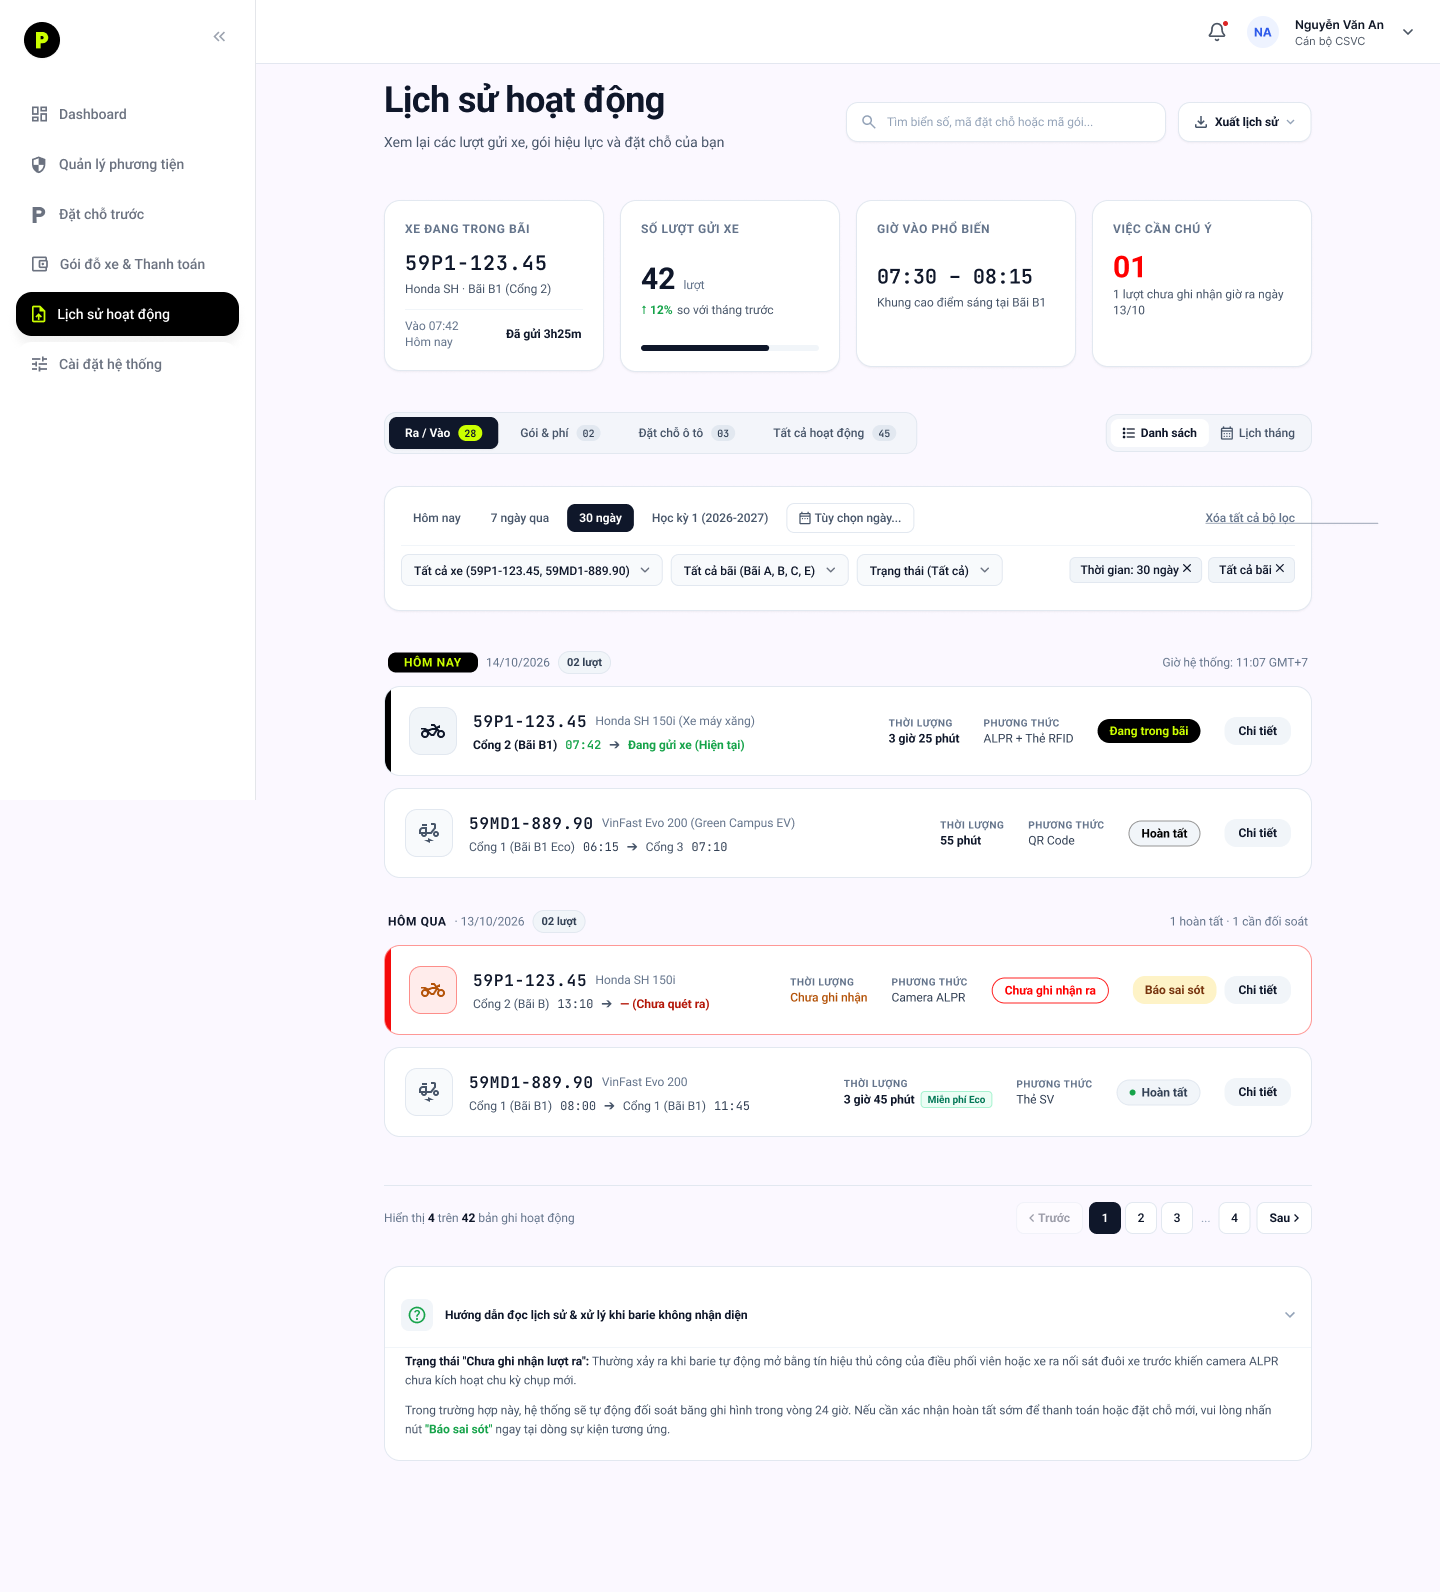 P
Dashboard
Quản lý phương tiện
P Đặt chỗ trước
Gói đỗ xe & Thanh toán
Lịch sử hoạt động
Cài đặt hệ thống
NA
Nguyễn Văn An
Cán bộ CSVC
Lịch sử hoạt động
Xem lại các lượt gửi xe, gói hiệu lực và đặt chỗ của bạn
Tìm biển số, mã đặt chỗ hoặc mã gói...
Xuất lịch sử
XE ĐANG TRONG BÃI
59P1-123.45
Honda SH · Bãi B1 (Cổng 2)
Vào 07:42
Hôm nay
Đã gửi 3h25m
SỐ LƯỢT GỬI XE
42 lượt
↑ 12% so với tháng trước
GIỜ VÀO PHỔ BIẾN
07:30 – 08:15
Khung cao điểm sáng tại Bãi B1
VIỆC CẦN CHÚ Ý
01
1 lượt chưa ghi nhận giờ ra ngày
13/10
Ra / Vào 28
Gói & phí 02
Đặt chỗ ô tô 03
Tất cả hoạt động 45
Danh sách
Lịch tháng
Hôm nay
7 ngày qua
30 ngày
Học kỳ 1 (2026-2027)
Tùy chọn ngày...
Xóa tất cả bộ lọc
Tất cả xe (59P1-123.45, 59MD1-889.90)
Tất cả bãi (Bãi A, B, C, E)
Trạng thái (Tất cả)
Thời gian: 30 ngày ✕
Tất cả bãi ✕
HÔM NAY 14/10/2026 02 lượt
Giờ hệ thống: 11:07 GMT+7
59P1-123.45 Honda SH 150i (Xe máy xăng)
Cổng 2 (Bãi B1) 07:42 → Đang gửi xe (Hiện tại)
THỜI LƯỢNG
3 giờ 25 phút
PHƯƠNG THỨC
ALPR + Thẻ RFID
Đang trong bãi
Chi tiết
59MD1-889.90 VinFast Evo 200 (Green Campus EV)
Cổng 1 (Bãi B1 Eco) 06:15 → Cổng 3 07:10
THỜI LƯỢNG
55 phút
PHƯƠNG THỨC
QR Code
Hoàn tất
Chi tiết
HÔM QUA · 13/10/2026 02 lượt
1 hoàn tất · 1 cần đối soát
59P1-123.45 Honda SH 150i
Cổng 2 (Bãi B) 13:10 → — (Chưa quét ra)
THỜI LƯỢNG
Chưa ghi nhận
PHƯƠNG THỨC
Camera ALPR
Chưa ghi nhận ra
Báo sai sót
Chi tiết
59MD1-889.90 VinFast Evo 200
Cổng 1 (Bãi B1) 08:00 → Cổng 1 (Bãi B1) 11:45
THỜI LƯỢNG
3 giờ 45 phút Miễn phí Eco
PHƯƠNG THỨC
Thẻ SV
Hoàn tất
Chi tiết
Hiển thị 4 trên 42 bản ghi hoạt động
Trước
1
2
3
...
4
Sau
Hướng dẫn đọc lịch sử & xử lý khi barie không nhận diện
Trạng thái "Chưa ghi nhận lượt ra": Thường xảy ra khi barie tự động mở bằng tín hiệu thủ công của điều phối viên hoặc xe ra nối sát đuôi xe trước khiến camera ALPR
chưa kích hoạt chu kỳ chụp mới.
Trong trường hợp này, hệ thống sẽ tự động đối soát băng ghi hình trong vòng 24 giờ. Nếu cần xác nhận hoàn tất sớm để thanh toán hoặc đặt chỗ mới, vui lòng nhấn
nút "Báo sai sót" ngay tại dòng sự kiện tương ứng.